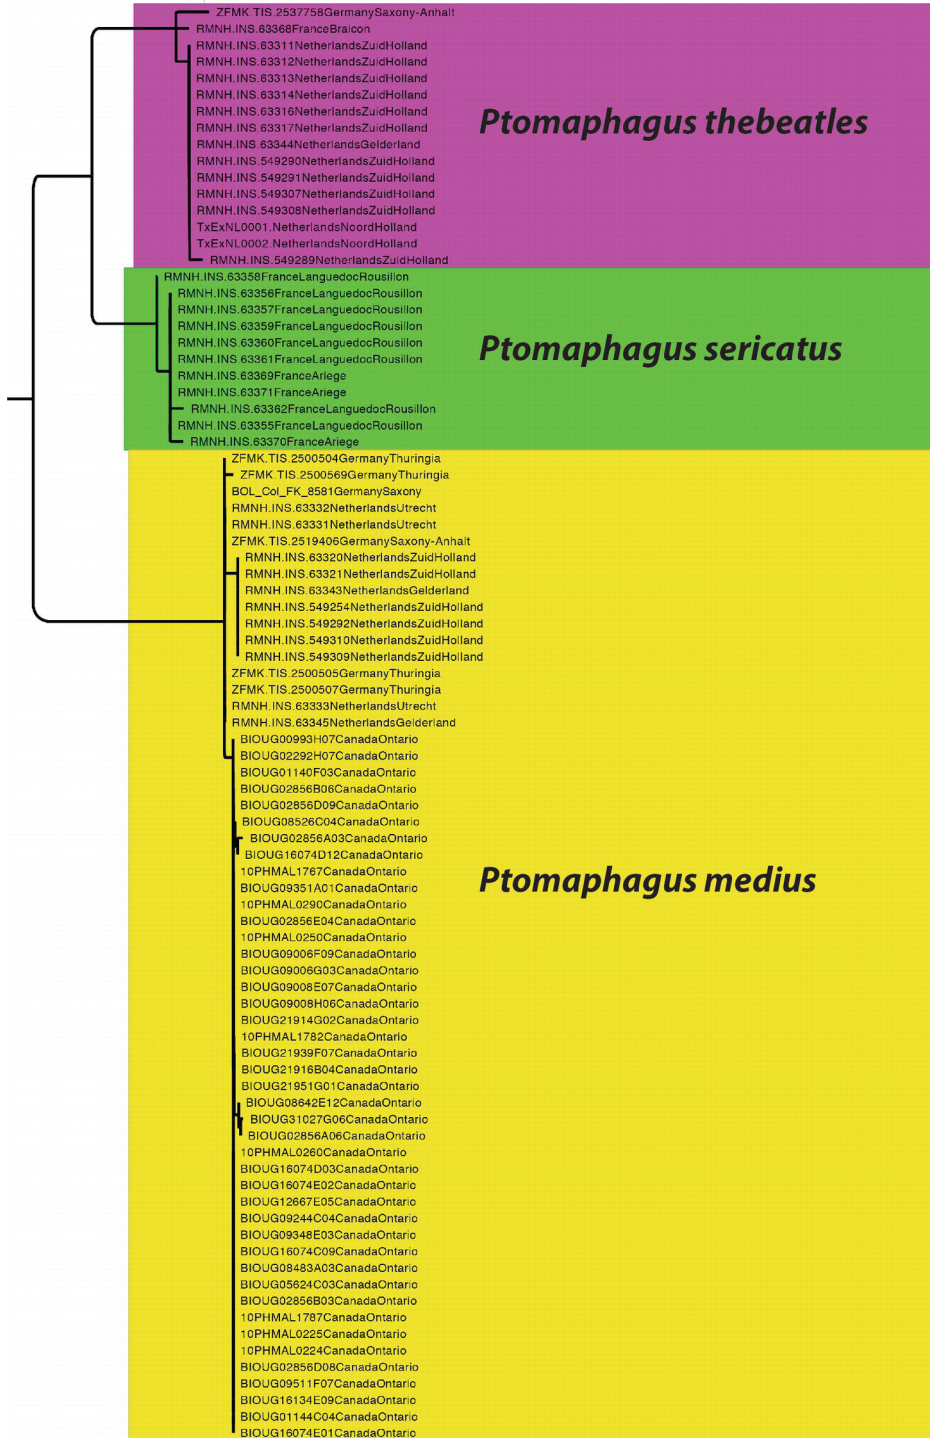 ZFMK.TIS.2537758GermanySaxony-Anhalt
RMNH.INS.63368FranceBraicon
RMNH.INS.63311NetherlandsZuidHolland
RMNH.INS.63312NetherlandsZuidHolland
RMNH.INS.63313NetherlandsZuidHolland
RMNH.INS.63314NetherlandsZuidHolland
RMNH.INS.63316NetherlandsZuidHolland
RMNH.INS.63317NetherlandsZuidHolland
RMNH.INS.63344NetherlandsGelderland
RMNH.INS.549290NetherlandsZuidHolland
RMNH.INS.549291NetherlandsZuidHolland
RMNH.INS.549307NetherlandsZuidHolland
RMNH.INS.549308NetherlandsZuidHolland
TxExNL0001.NetherlandsNoordHolland
TxExNL0002.NetherlandsNoordHolland
RMNH.INS.549289NetherlandsZuidHolland
Ptomaphagus thebeatles
RMNH.INS.63358FranceLanguedocRousillon
RMNH.INS.63356FranceLanguedocRousillon
RMNH.INS.63357FranceLanguedocRousillon
RMNH.INS.63359FranceLanguedocRousillon
RMNH.INS.63360FranceLanguedocRousillon
RMNH.INS.63361FranceLanguedocRousillon
RMNH.INS.63369FranceAriege
RMNH.INS.63371FranceAriege
RMNH.INS.63362FranceLanguedocRousillon
RMNH.INS.63355FranceLanguedocRousillon
RMNH.INS.63370FranceAriege
Ptomaphagus sericatus
ZFMK.TIS.2500504GermanyThuringia
ZFMK.TIS.2500569GermanyThuringia
BOL_Col_FK_8581GermanySaxony
RMNH.INS.63332NetherlandsUtrecht
RMNH.INS.63331NetherlandsUtrecht
ZFMK.TIS.2519406GermanySaxony-Anhalt
RMNH.INS.63320NetherlandsZuidHolland
RMNH.INS.63321NetherlandsZuidHolland
RMNH.INS.63343NetherlandsGelderland
RMNH.INS.549254NetherlandsZuidHolland
RMNH.INS.549292NetherlandsZuidHolland
RMNH.INS.549310NetherlandsZuidHolland
RMNH.INS.549309NetherlandsZuidHolland
ZFMK.TIS.2500505GermanyThuringia
ZFMK.TIS.2500507GermanyThuringia
RMNH.INS.63333NetherlandsUtrecht
RMNH.INS.63345NetherlandsGelderland
BIOUG00993H07CanadaOntario
BIOUG02292H07CanadaOntario
BIOUG01140F03CanadaOntario
BIOUG02856B06CanadaOntario
BIOUG02856D09CanadaOntario
BIOUG08526C04CanadaOntario
BIOUG02856A03CanadaOntario
BIOUG16074D12CanadaOntario
10PHMAL1767CanadaOntario
BIOUG09351A01CanadaOntario
10PHMAL0290CanadaOntario
BIOUG02856E04CanadaOntario
10PHMAL0250CanadaOntario
BIOUG09006F09CanadaOntario
BIOUG09006G03CanadaOntario
BIOUG09008E07CanadaOntario
BIOUG09008H06CanadaOntario
BIOUG21914G02CanadaOntario
10PHMAL1782CanadaOntario
BIOUG21939F07CanadaOntario
BIOUG21916B04CanadaOntario
BIOUG21951G01CanadaOntario
BIOUG08642E12CanadaOntario
BIOUG31027G06CanadaOntario
BIOUG02856A06CanadaOntario
10PHMAL0260CanadaOntario
BIOUG16074D03CanadaOntario
BIOUG16074E02CanadaOntario
BIOUG12667E05CanadaOntario
BIOUG09244C04CanadaOntario
BIOUG09348E03CanadaOntario
BIOUG16074C09CanadaOntario
BIOUG08483A03CanadaOntario
BIOUG05624C03CanadaOntario
BIOUG02856B03CanadaOntario
10PHMAL1787CanadaOntario
10PHMAL0225CanadaOntario
10PHMAL0224CanadaOntario
BIOUG02856D08CanadaOntario
BIOUG09511F07CanadaOntario
BIOUG16134E09CanadaOntario
BIOUG01144C04CanadaOntario
BIOUG16074E01CanadaOntario
Ptomaphagus medius